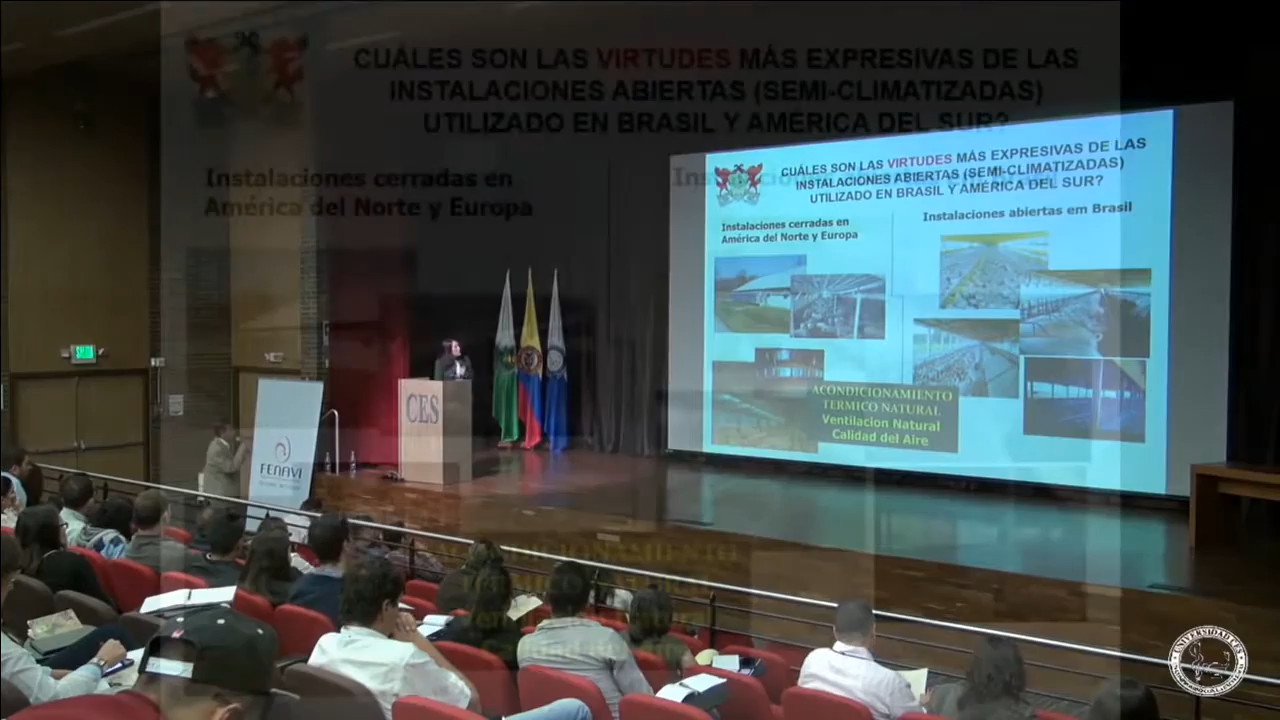 CUÁLES SON LAS VIRTUDES MÁS EXPRESIVAS DE LAS
INSTALACIONES ABIERTAS (SEMI-CLIMATIZADAS)
UTILIZADO EN BRASIL Y AMÉRICA DEL SUR?
Instalaciones cerradas en
América del Norte y Europa
CUÁLES SON LAS VIRTUDES MÁS EXPRESIVAS DE LAS
INSTALACIONES ABIERTAS (SEMI-CLIMATIZADAS)
UTILIZADO EN BRASIL Y AMÉRICA DEL SUR?
Instalaciones cerradas en
América del Norte y Europa
Instalaciones abiertas em Brasil
ACONDICIONAMIENTO
TERMICO NATURAL
Ventilacion Natural
Calidad del Aire
CES
FENAVI
ACONDICIONAMIENTO
UNIVERSIDAD CES